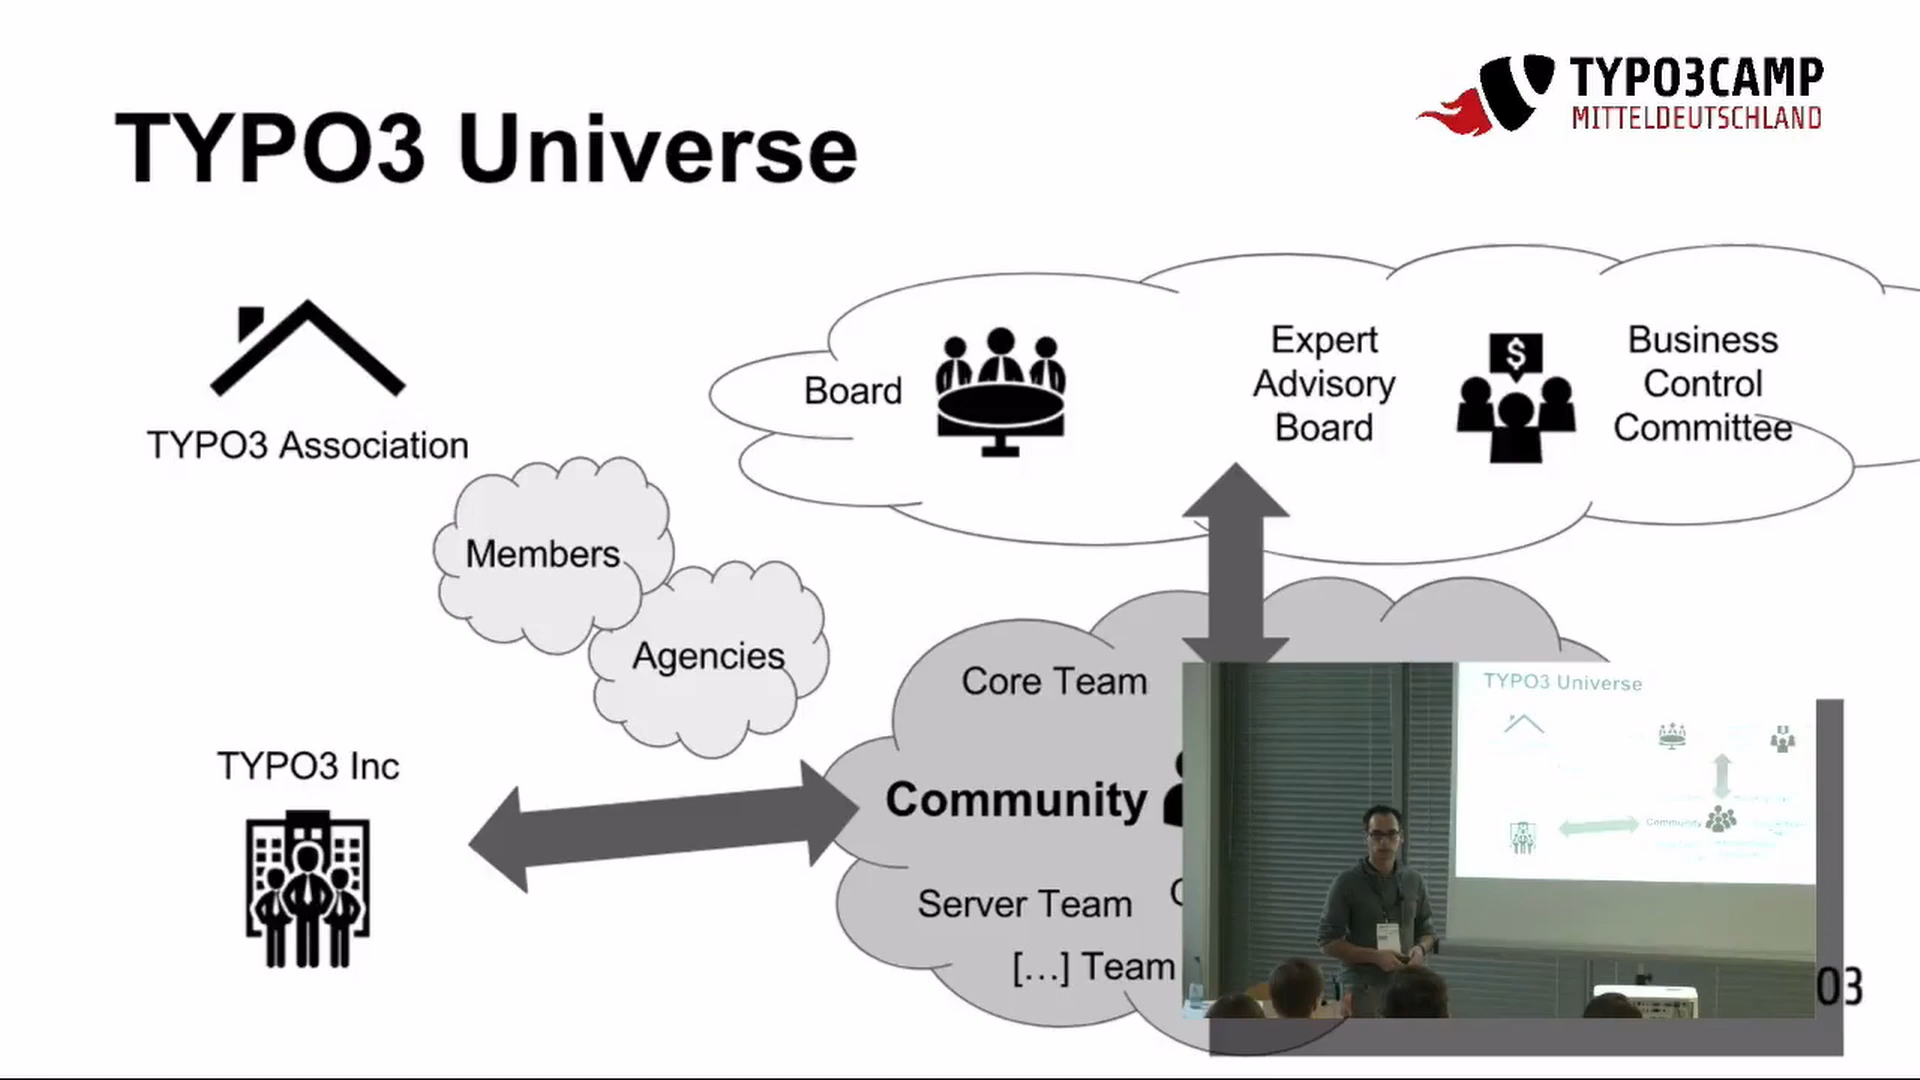 TYPO3CAMP
MITTELDEUTSCHLAND
TYPO3 Universe
Expert
Advisory
Board
$
Business
Control
Committee
Board
TYPO3 Association
Members
Agencies
Core Team
TYPO3 Universe
TYPO3 Inc
Community
Community
Server Team
[...] Team
03